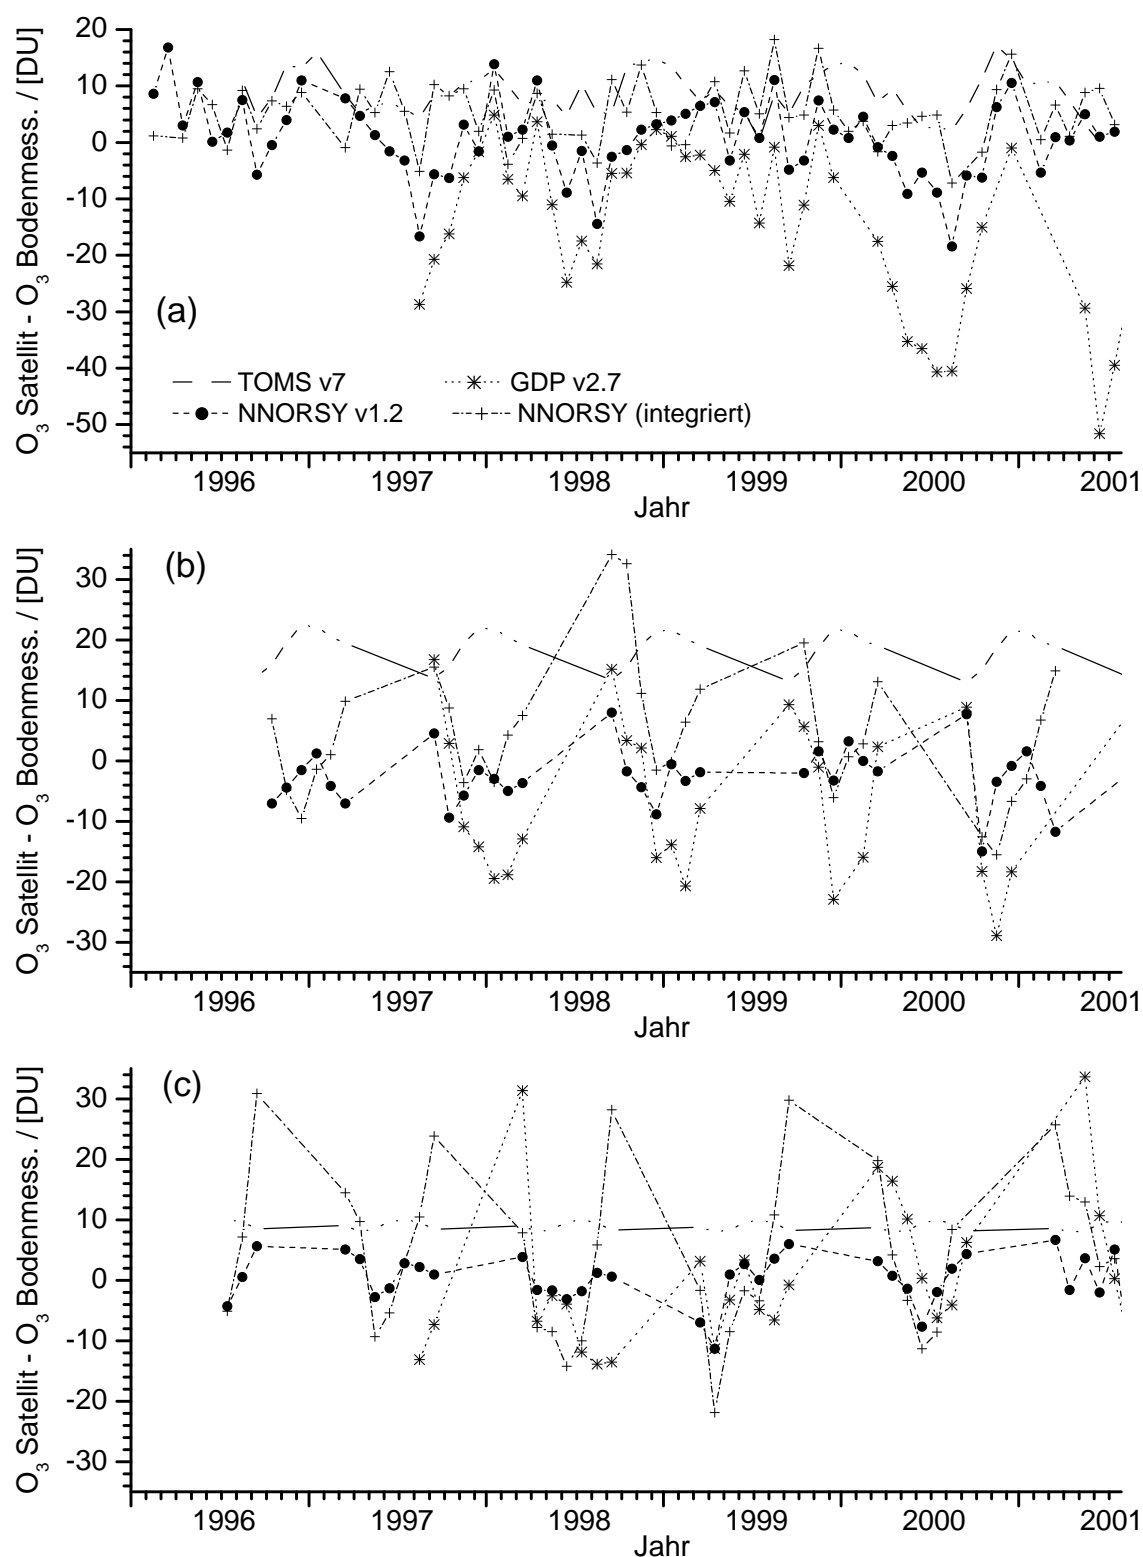 20
10
0
-10
-20
-30
-40
-50
O3 Satellit - O3 Bodenmess. / [DU]
(a)
TOMS v7
GDP v2.7
NNORSY v1.2
NNORSY (integriert)
1996 1997 1998 1999 2000 2001
Jahr
30
20
10
0
-10
-20
-30
O3 Satellit - O3 Bodenmess. / [DU]
(b)
1996 1997 1998 1999 2000 2001
Jahr
30
20
10
0
-10
-20
-30
O3 Satellit - O3 Bodenmess. / [DU]
(c)
1996 1997 1998 1999 2000 2001
Jahr